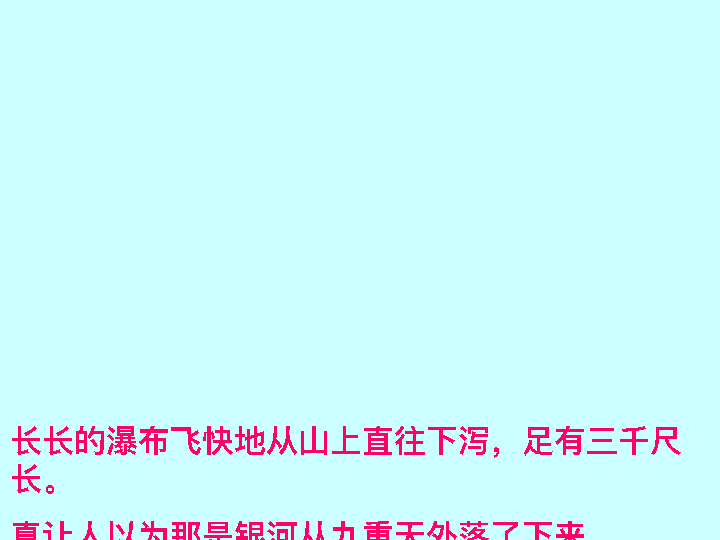 长长的瀑布飞快地从山上直往下泻，足有三千尺
长。
真让人以为那是银河从九重天外落了下来